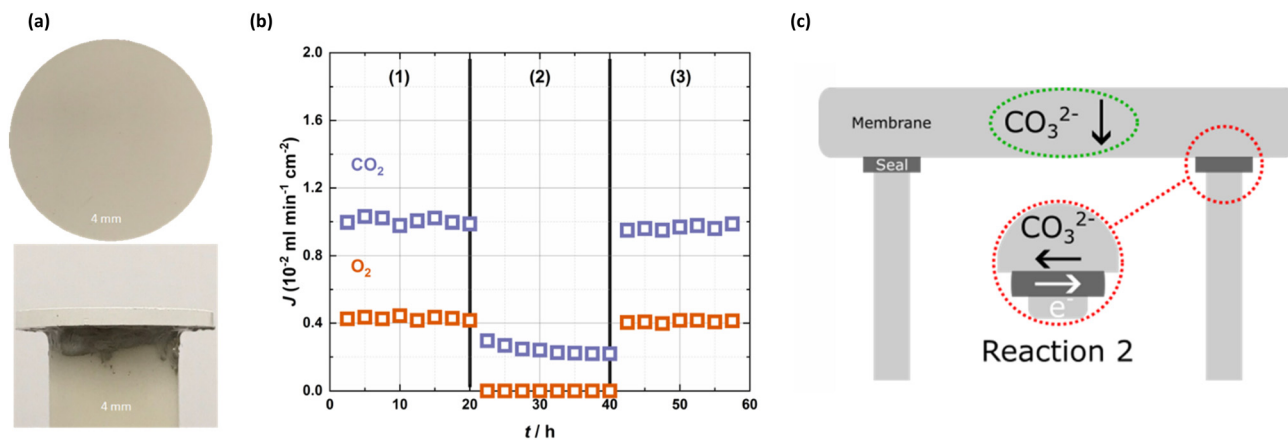 (a)
4 mm
4 mm
(b)
2.0
1.6
1.2
0.8
0.4
0.0
J (10⁻² ml min⁻¹ cm⁻²)
(1)
(2)
(3)
CO₂
O₂
0
10
20
30
40
50
60
t / h
(c)
Membrane
CO₃²⁻
Seal
CO₃²⁻
e⁻
Reaction 2